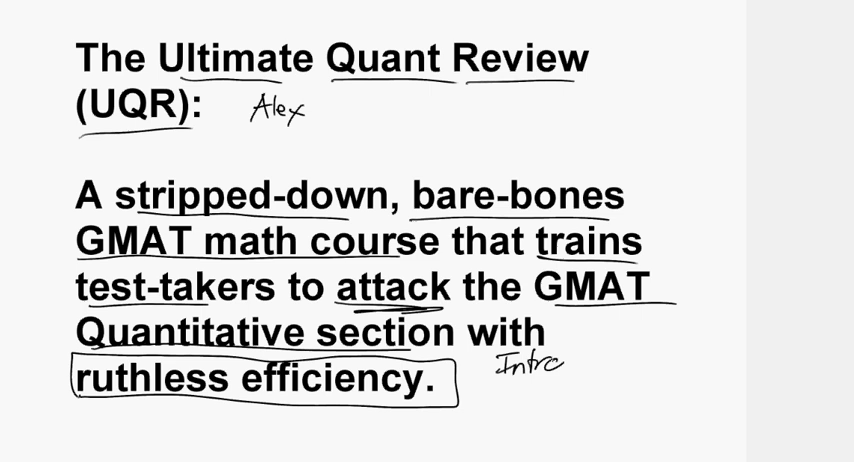 The Ultimate Quant Review
(UQR): Alex
A stripped-down, bare-bones
GMAT math course that trains
test-takers to attack the GMAT
Quantitative section with
ruthless efficiency. Intro